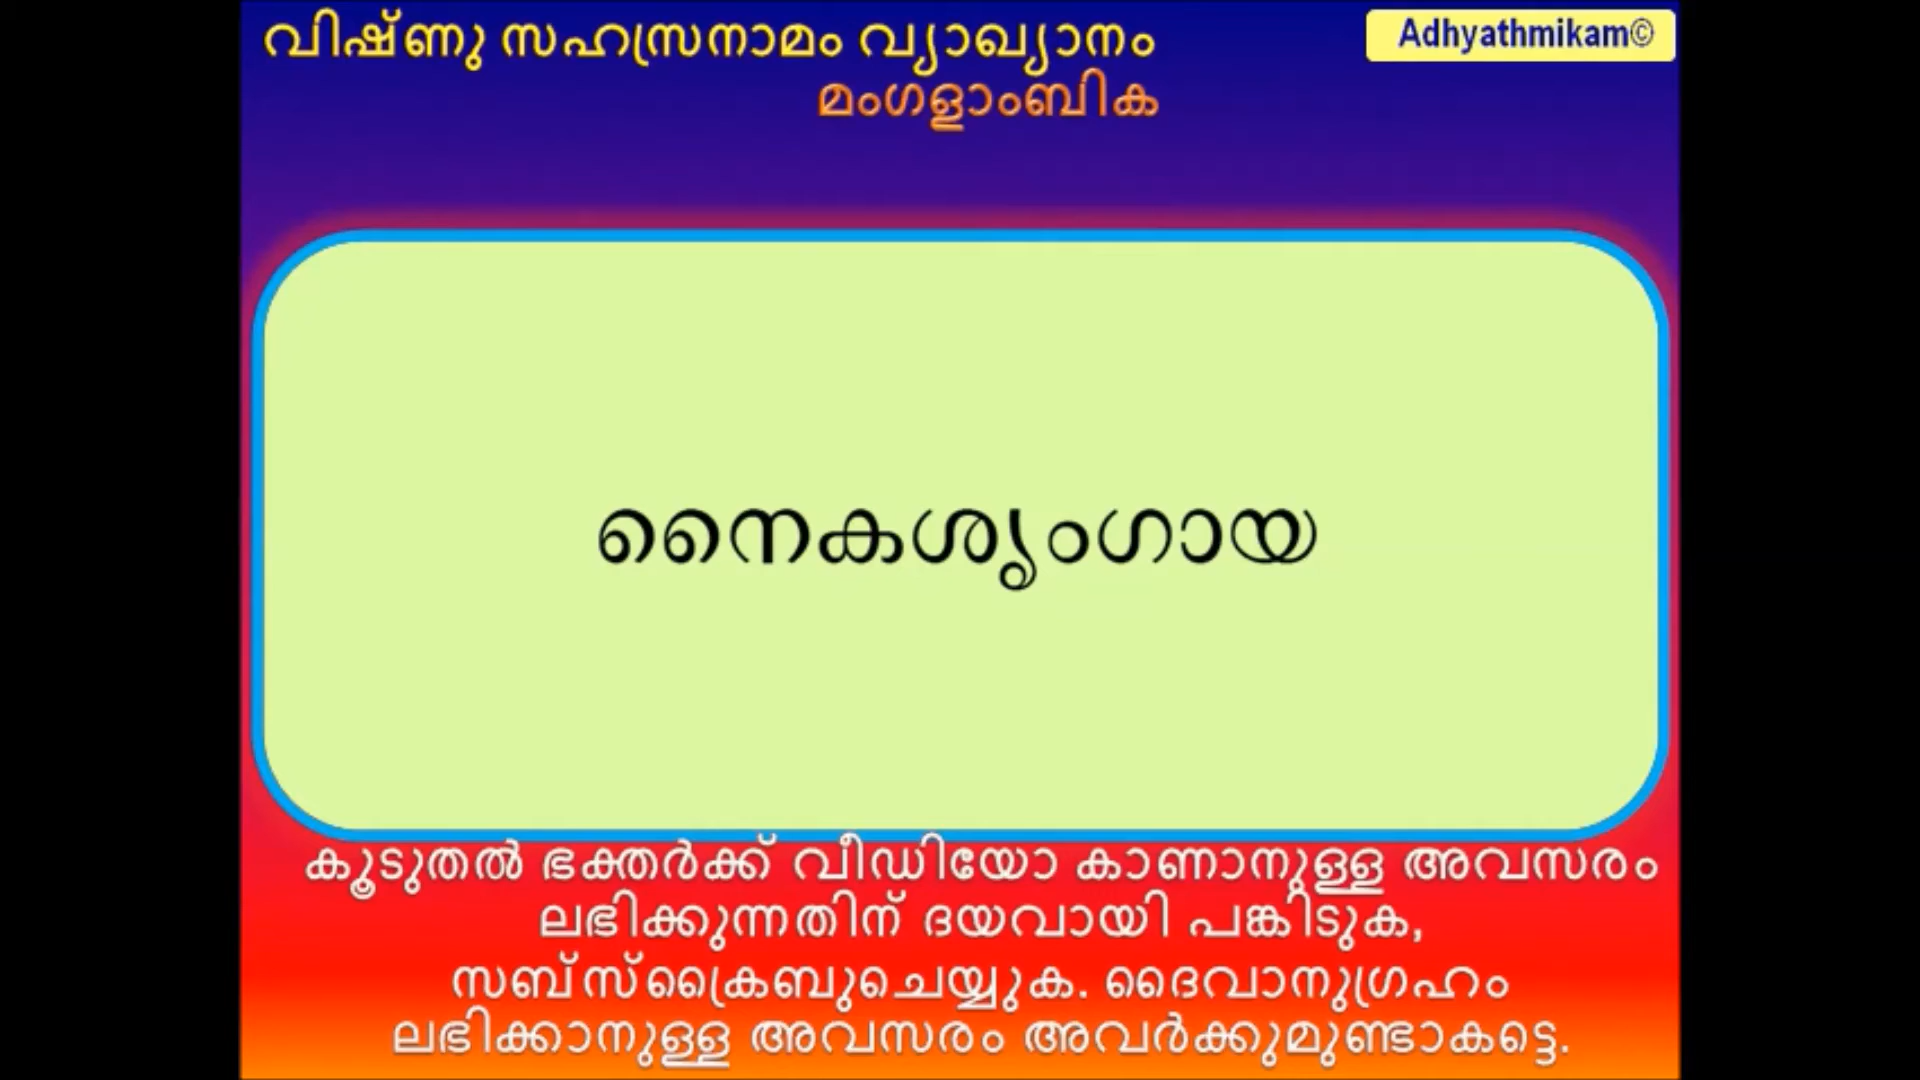 വിഷ്ണു സഹസ്രനാമം വ്യാഖ്യാനം
Adhyathmikam©
മംഗളാംബിക
നൈകശൃംഗായ
കൂടുതൽ ഭക്തർക്ക് വീഡിയോ കാണാനുള്ള അവസരം
ലഭിക്കുന്നതിന് ദയവായി പങ്കിടുക,
സബ്സ്ക്രൈബുചെയ്യുക. ദൈവാനുഗ്രഹം
ലഭിക്കാനുള്ള അവസരം അവർക്കുമുണ്ടാകട്ടെ.